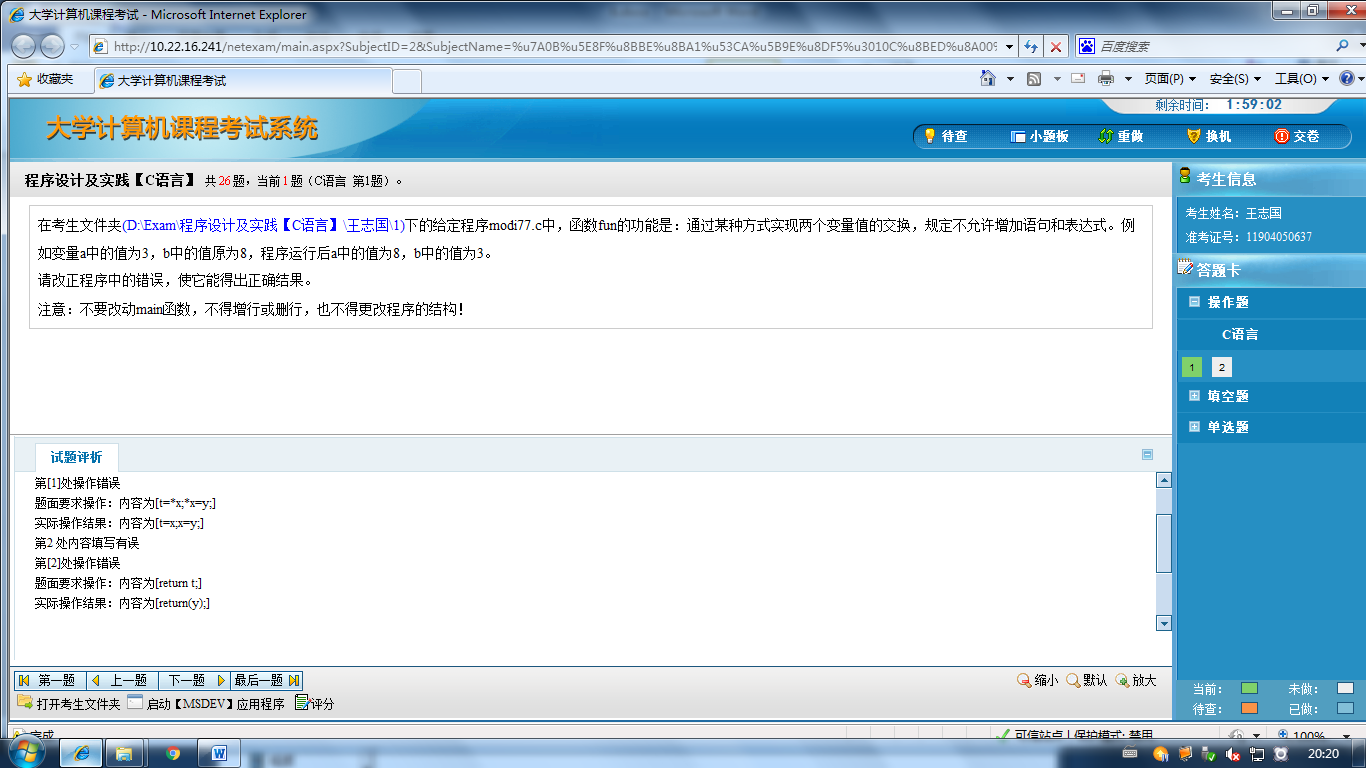 大学计算机课程考试 - Microsoft Internet Explorer
http://10.22.16.241/netexam/main.aspx?SubjectID=2&SubjectName=%u7A0B%u5E8F%u8BBE%u8BA1%u53CA%u5B9E%u8DF5%u3010C%u8BED%u8A00%
百度搜索
收藏夹
大学计算机课程考试
页面(P)
安全(S)
工具(O)
剩余时间： 1:59:02
大学计算机课程考试系统
待查 小题板 重做 换机 交卷
程序设计及实践【C语言】 共26题，当前1题（C语言 第1题）。
在考生文件夹(D:\Exam\程序设计及实践【C语言】\王志国\1)下的给定程序modi77.c中，函数fun的功能是：通过某种方式实现两个变量值的交换，规定不允许增加语句和表达式。例
如变量a中的值为3，b中的值原为8，程序运行后a中的值为8，b中的值为3。
请改正程序中的错误，使它能得出正确结果。
注意：不要改动main函数，不得增行或删行，也不得更改程序的结构！
考生信息
考生姓名：王志国
准考证号：11904050637
答题卡
操作题
C语言
1 2
填空题
单选题
试题评析
第[1]处操作错误
题面要求操作：内容为[t=*x;*x=y;]
实际操作结果：内容为[t=x;x=y;]
第2 处内容填写有误
第[2]处操作错误
题面要求操作：内容为[return t;]
实际操作结果：内容为[return(y);]
第一题 上一题 下一题 最后一题
缩小 默认 放大
打开考生文件夹 启动【MSDEV】应用程序 评分
当前： 未做：
待查： 已做：
完成
可信站点 | 保护模式: 禁用
100%
20:20